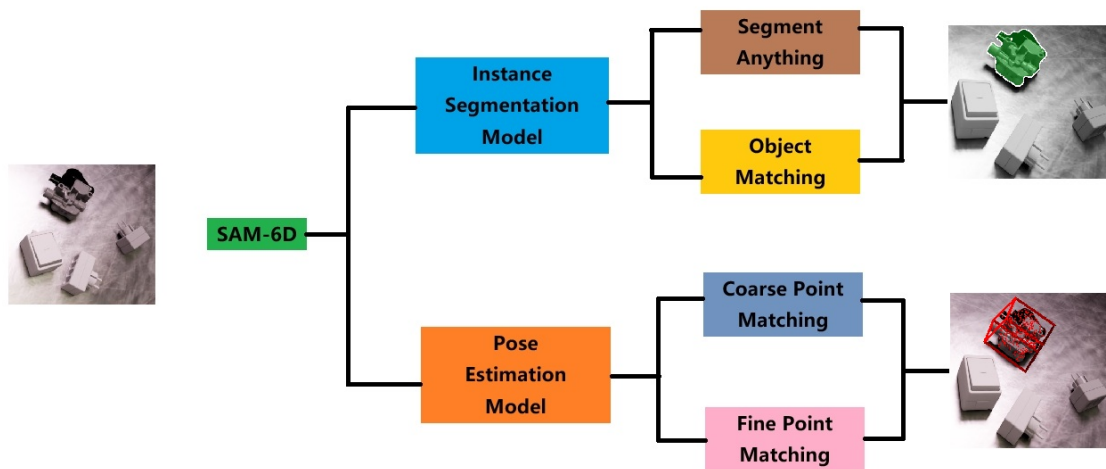 SAM-6D
Instance
Segmentation
Model
Segment
Anything
Object
Matching
Pose
Estimation
Model
Coarse Point
Matching
Fine Point
Matching